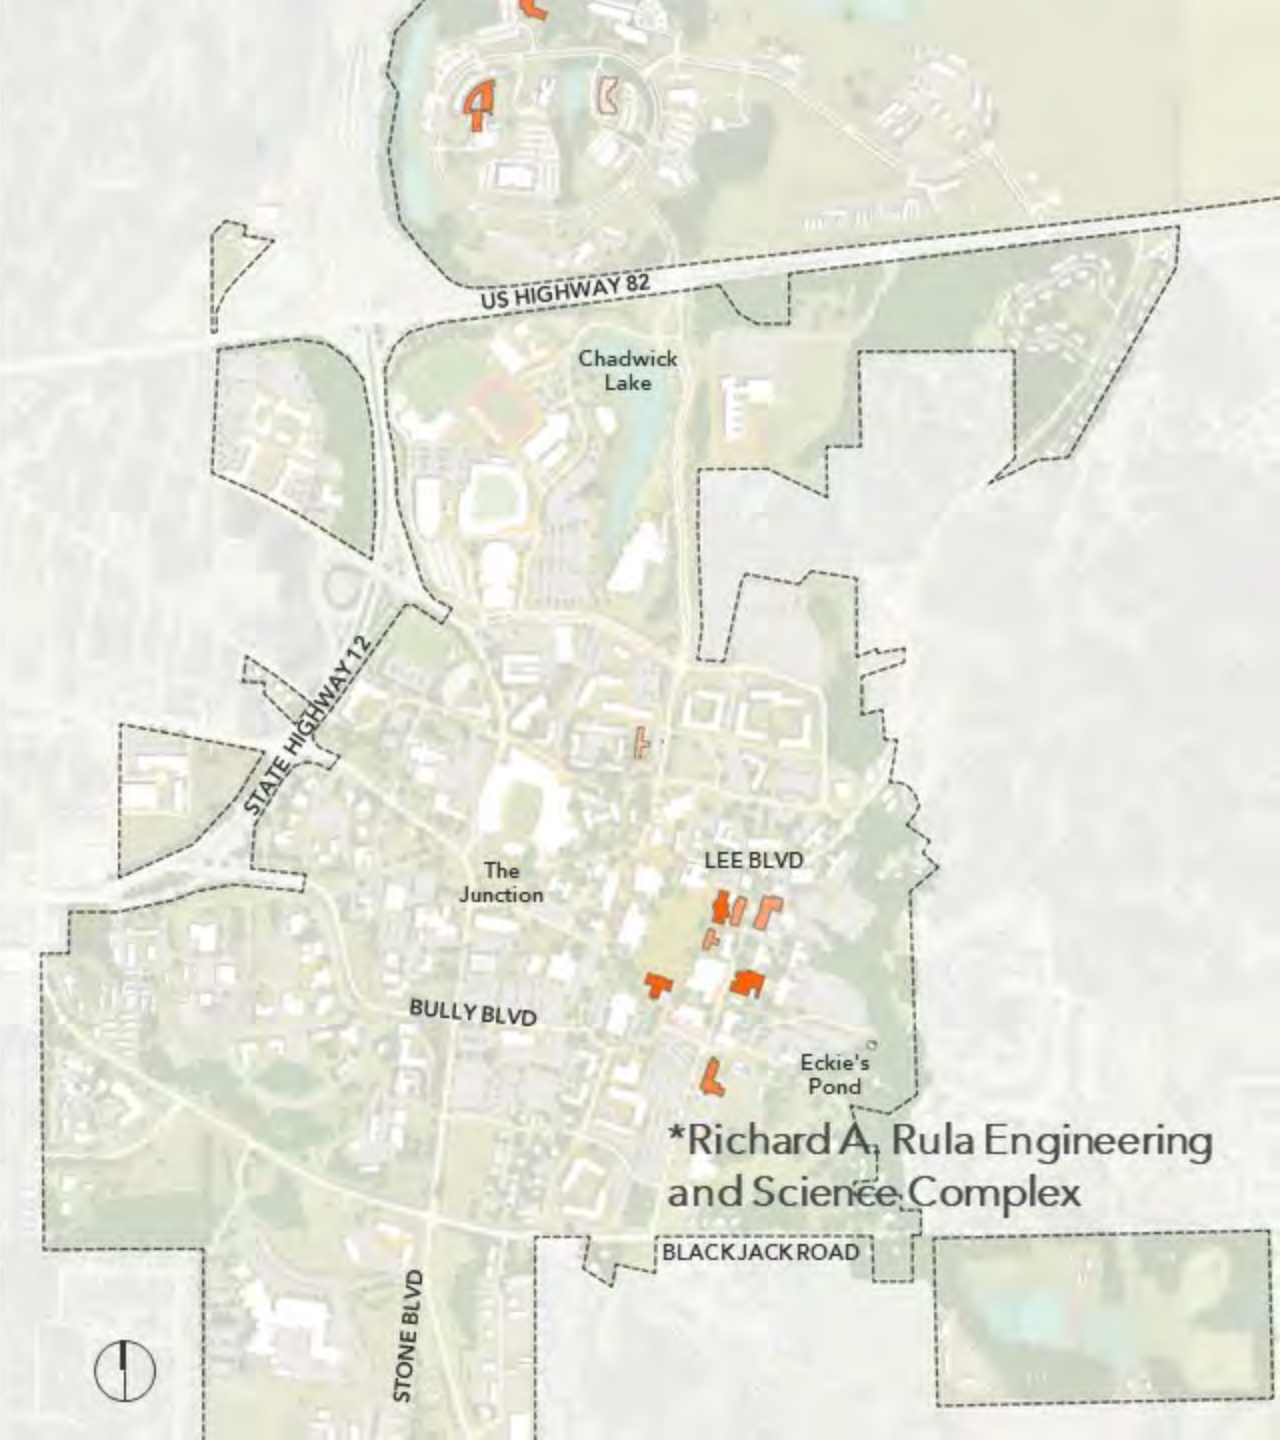 US HIGHWAY 82
Chadwick
Lake
STATE HIGHWAY 12
LEE BLVD
The
Junction
BULLY BLVD
Eckie's
Pond
*Richard A. Rula Engineering
and Science Complex
BLACKJACK ROAD
STONE BLVD